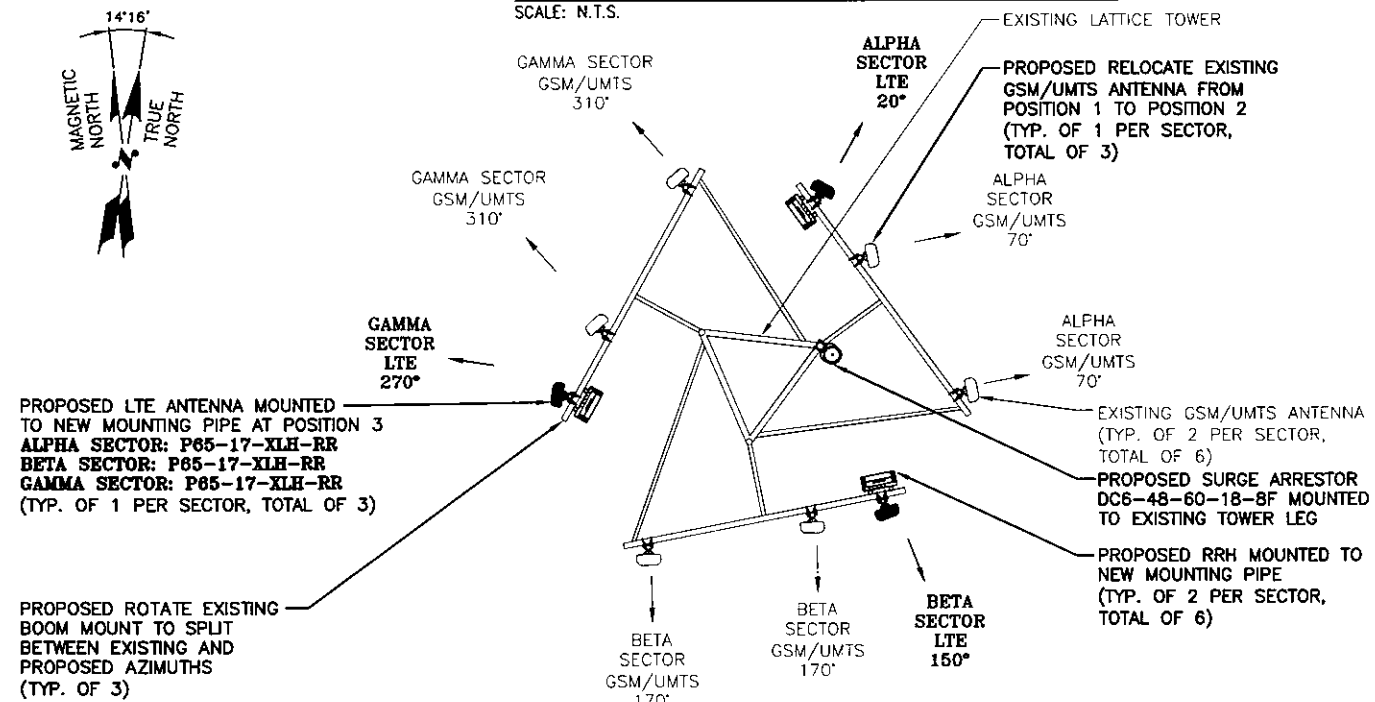 SCALE: N.T.S.
14°16'
MAGNETIC
NORTH
TRUE
NORTH
N
GAMMA SECTOR
GSM/UMTS
310°
ALPHA
SECTOR
LTE
20°
EXISTING LATTICE TOWER
PROPOSED RELOCATE EXISTING
GSM/UMTS ANTENNA FROM
POSITION 1 TO POSITION 2
(TYP. OF 1 PER SECTOR,
TOTAL OF 3)
GAMMA SECTOR
GSM/UMTS
310°
ALPHA
SECTOR
GSM/UMTS
70°
GAMMA
SECTOR
LTE
270°
ALPHA
SECTOR
GSM/UMTS
70°
PROPOSED LTE ANTENNA MOUNTED
TO NEW MOUNTING PIPE AT POSITION 3
ALPHA SECTOR: P65-17-XLH-RR
BETA SECTOR: P65-17-XLH-RR
GAMMA SECTOR: P65-17-XLH-RR
(TYP. OF 1 PER SECTOR, TOTAL OF 3)
EXISTING GSM/UMTS ANTENNA
(TYP. OF 2 PER SECTOR,
TOTAL OF 6)
PROPOSED SURGE ARRESTOR
DC6-48-60-18-8F MOUNTED
TO EXISTING TOWER LEG
PROPOSED RRH MOUNTED TO
NEW MOUNTING PIPE
(TYP. OF 2 PER SECTOR,
TOTAL OF 6)
PROPOSED ROTATE EXISTING
BOOM MOUNT TO SPLIT
BETWEEN EXISTING AND
PROPOSED AZIMUTHS
(TYP. OF 3)
BETA
SECTOR
GSM/UMTS
170°
BETA
SECTOR
GSM/UMTS
170°
BETA
SECTOR
LTE
150°